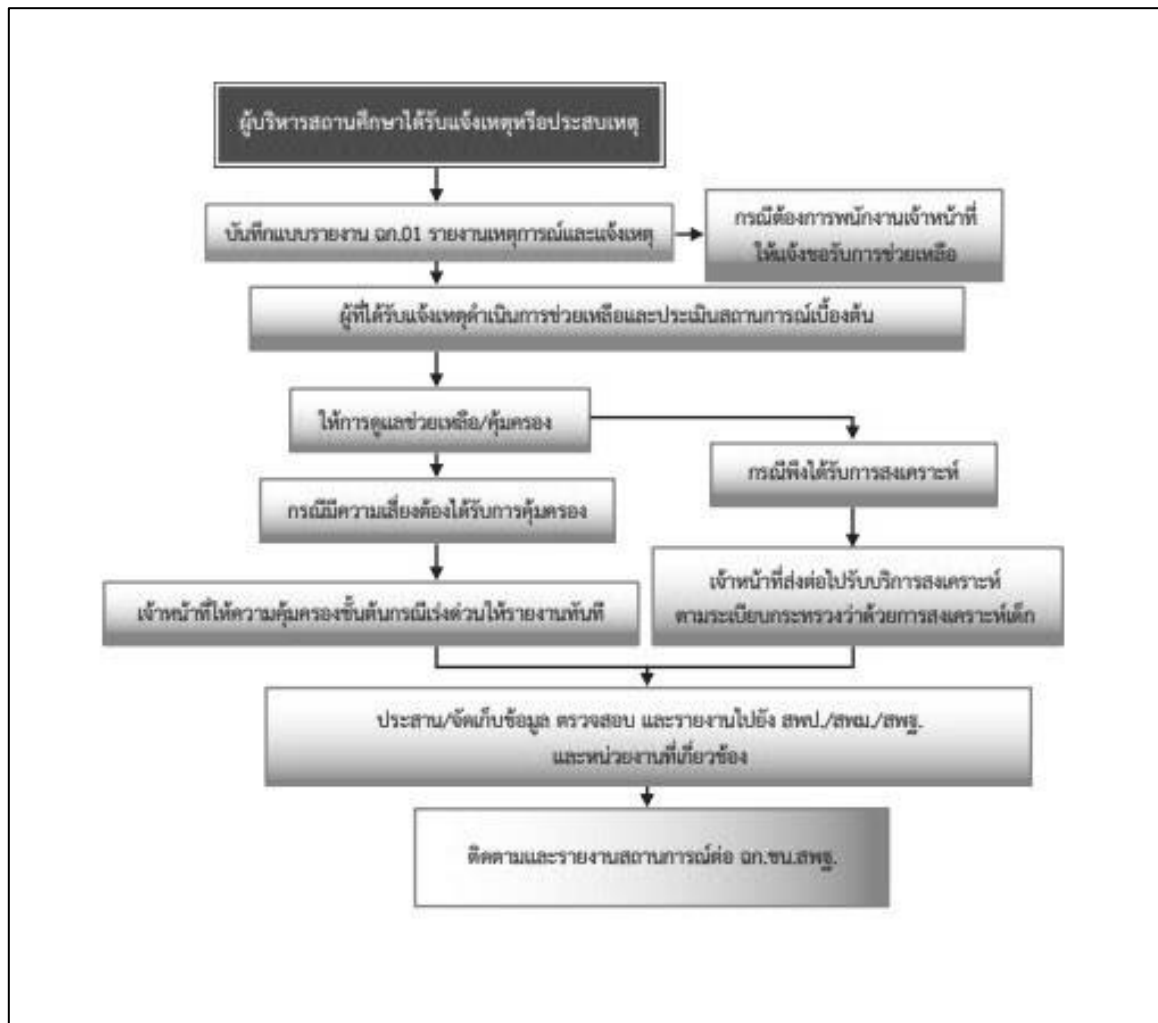 ผู้บริหารสถานศึกษาได้รับแจ้งเหตุหรือประสบเหตุ
บันทึกแบบรายงาน ฉก.01 รายงานเหตุการณ์และแจ้งเหตุ
กรณีต้องการพนักงานเจ้าหน้าที่
ให้แจ้งขอรับการช่วยเหลือ
ผู้ที่ได้รับแจ้งเหตุดำเนินการช่วยเหลือและประเมินสถานการณ์เบื้องต้น
ให้การดูแลช่วยเหลือ/คุ้มครอง
กรณีพึงได้รับการสงเคราะห์
กรณีมีความเสี่ยงต้องได้รับการคุ้มครอง
เจ้าหน้าที่ส่งต่อไปรับบริการสงเคราะห์
ตามระเบียบกระทรวงว่าด้วยการสงเคราะห์เด็ก
เจ้าหน้าที่ให้ความคุ้มครองชั้นต้นกรณีเร่งด่วนให้รายงานทันที
ประสาน/จัดเก็บข้อมูล ตรวจสอบ และรายงานไปยัง สพป./สพม./สพฐ.
และหน่วยงานที่เกี่ยวข้อง
ติดตามและรายงานสถานการณ์ต่อ ฉก.ชน.สพฐ.